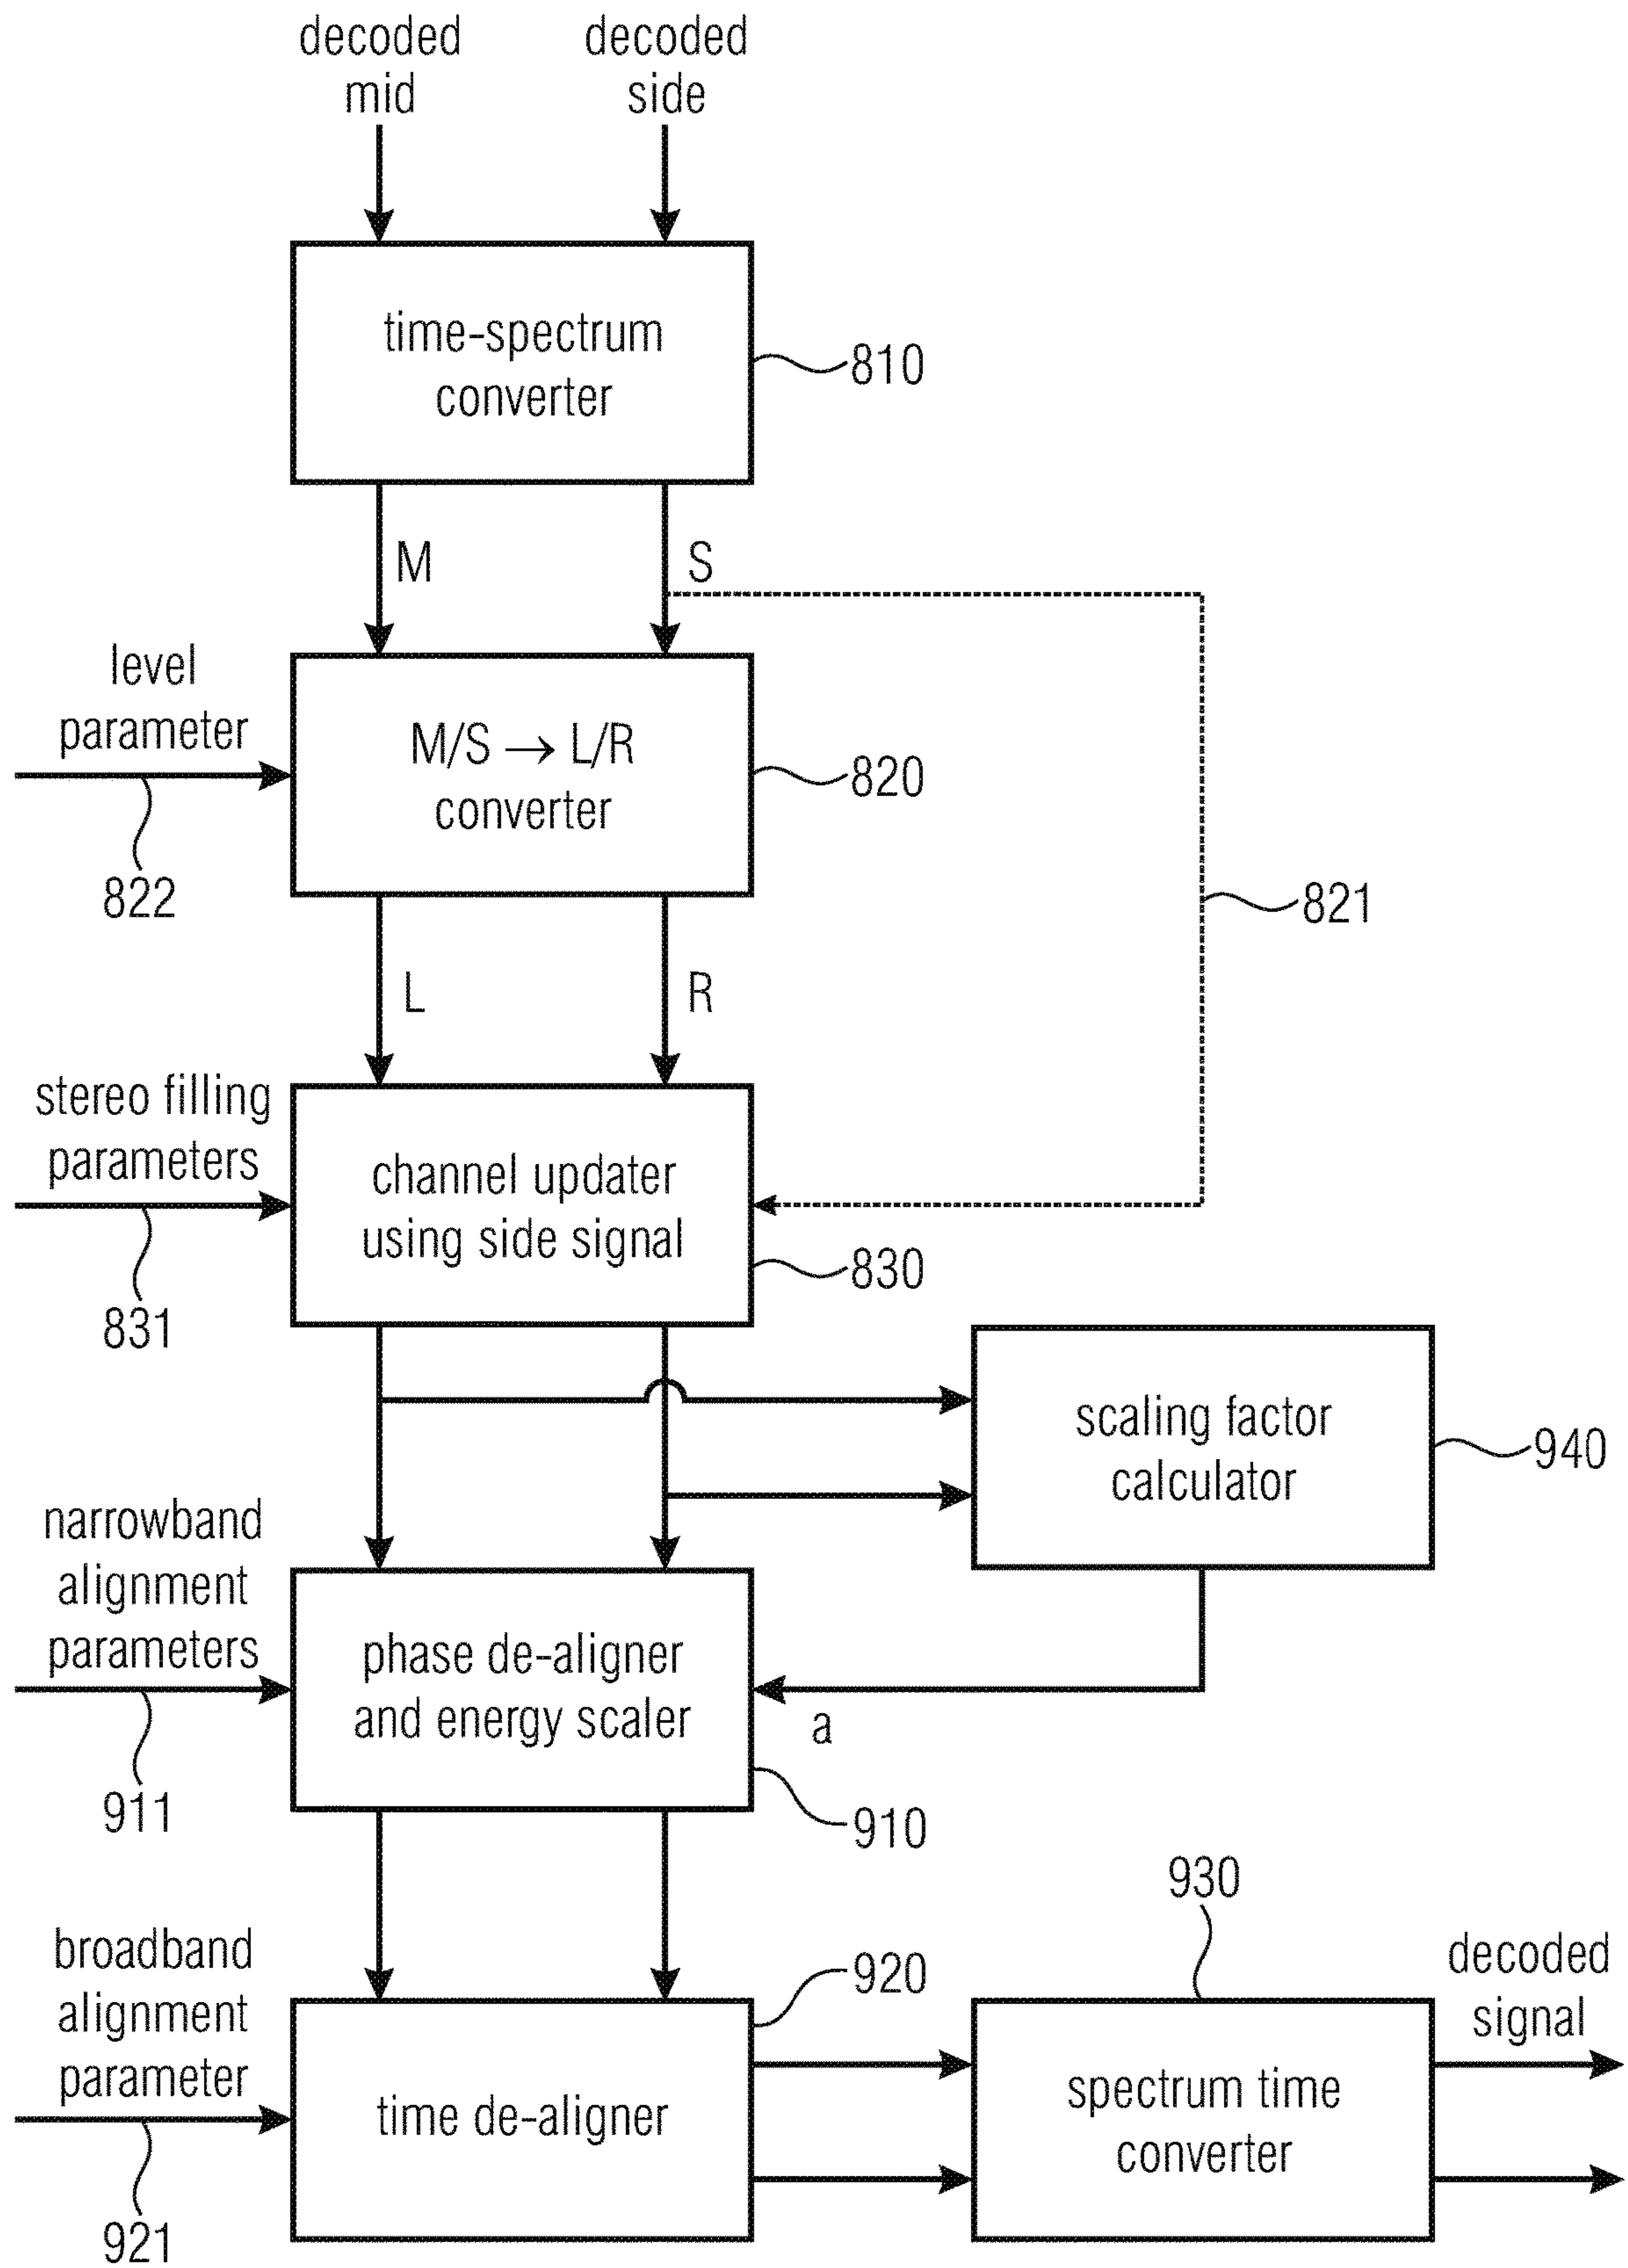 decoded
mid
decoded
side
time-spectrum
converter
810
M
S
level
parameter
822
M/S → L/R
converter
820
821
L
R
stereo filling
parameters
831
channel updater
using side signal
830
scaling factor
calculator
940
narrowband
alignment
parameters
911
phase de-aligner
and energy scaler
a
910
930
broadband
alignment
parameter
921
920
time de-aligner
spectrum time
converter
decoded
signal